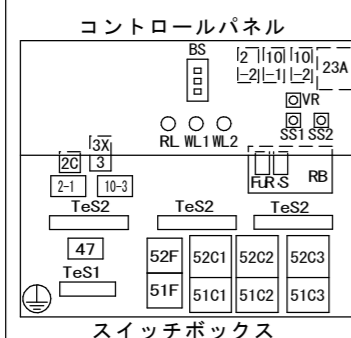 コントロールパネル
BS
2 10 10
-2 -1 -2
23A
VR
RL WL1 WL2
SS1 SS2
3X
2C 3
FuR·S RB
2-1 10-3
TeS2 TeS2 TeS2
47
52F 52C1 52C2 52C3
TeS1
51F 51C1 51C2 51C3
スイッチボックス